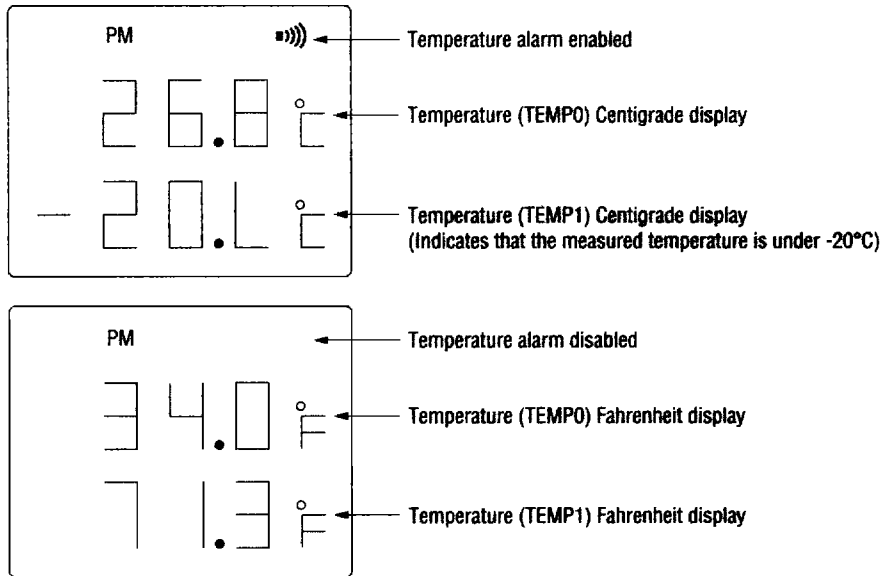 PM
Temperature alarm enabled
26.8 °C
Temperature (TEMP0) Centigrade display
-20.L °C
Temperature (TEMP1) Centigrade display
(Indicates that the measured temperature is under -20°C)
PM
Temperature alarm disabled
34.0 °F
Temperature (TEMP0) Fahrenheit display
71.3 °F
Temperature (TEMP1) Fahrenheit display